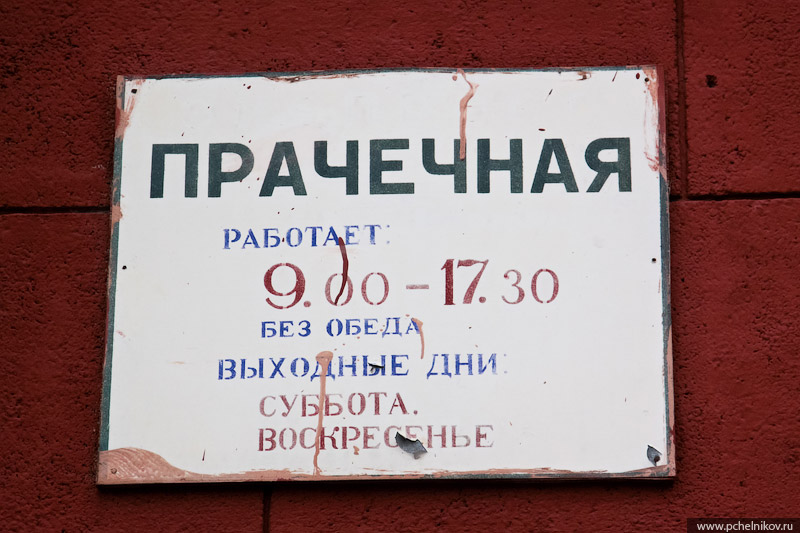 ПРАЧЕЧНАЯ
РАБОТАЕТ:
9.00 – 17.30
БЕЗ ОБЕДА
ВЫХОДНЫЕ ДНИ:
СУББОТА.
ВОСКРЕСЕНЬЕ
www.pchelnikov.ru